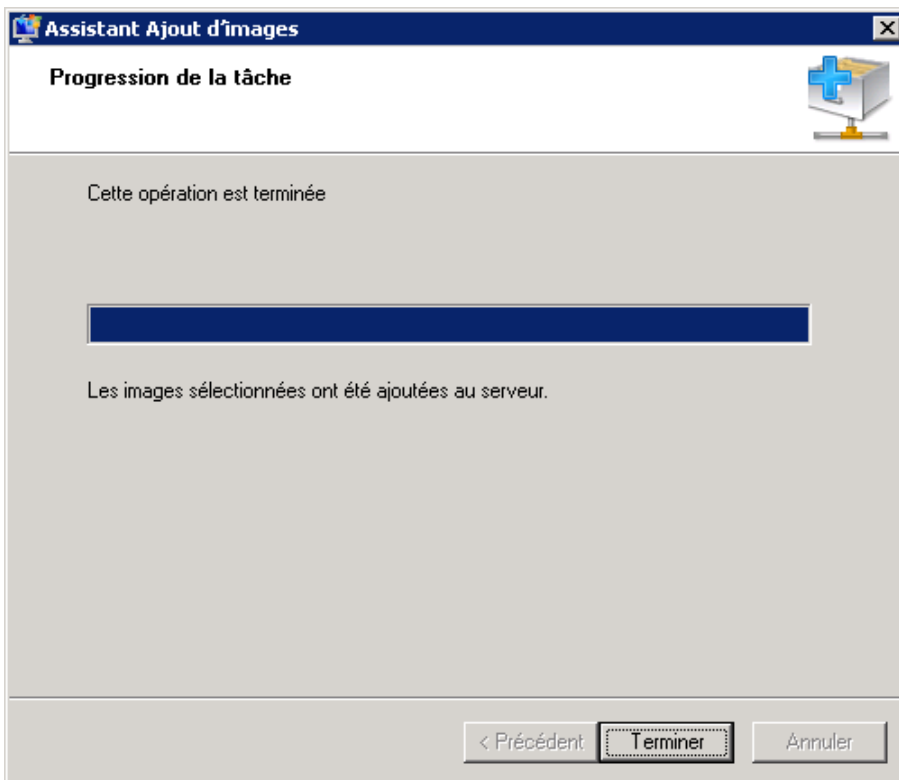 Assistant Ajout d'images
Progression de la tâche
Cette opération est terminée
Les images sélectionnées ont été ajoutées au serveur.
< Précédent Terminer Annuler